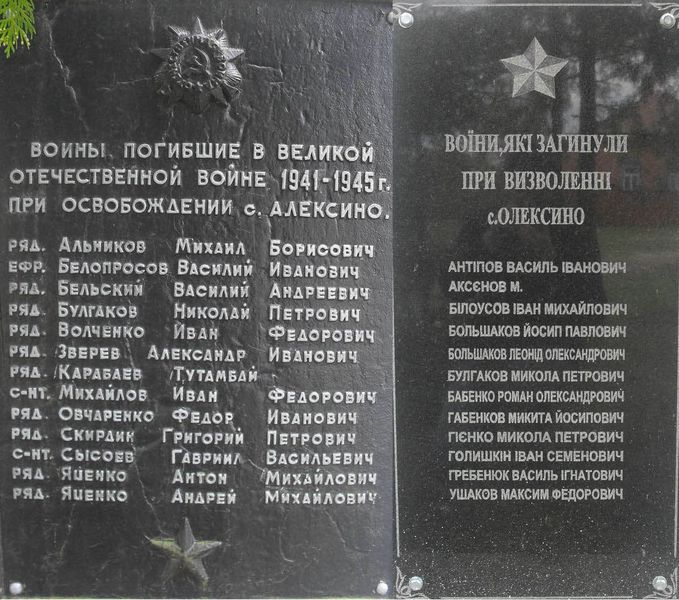 ВОИНЫ, ПОГИБШИЕ В ВЕЛИКОЙ
ОТЕЧЕСТВЕННОЙ ВОЙНЕ 1941-1945г.
ПРИ ОСВОБОЖДЕНИИ с. АЛЕКСИНО.
РЯД. АЛЬНИКОВ МИХАИЛ БОРИСОВИЧ
ЕФР. БЕЛОПРОСОВ ВАСИЛИЙ ИВАНОВИЧ
РЯД. БЕЛЬСКИЙ ВАСИЛИЙ АНДРЕЕВИЧ
РЯД. БУЛГАКОВ НИКОЛАЙ ПЕТРОВИЧ
РЯД. ВОЛЧЕНКО ИВАН ФЕДОРОВИЧ
РЯД. ЗВЕРЕВ АЛЕКСАНДР ИВАНОВИЧ
РЯД. КАРАБАЕВ ТУТАМБАЙ
С-НТ. МИХАЙЛОВ ИВАН ФЕДОРОВИЧ
РЯД. ОВЧАРЕНКО ФЕДОР ИВАНОВИЧ
РЯД. СКИРДИН ГРИГОРИЙ ПЕТРОВИЧ
С-НТ. СЫСОЕВ ГАВРИИЛ ВАСИЛЬЕВИЧ
РЯД. ЯЦЕНКО АНТОН МИХАЙЛОВИЧ
РЯД. ЯЦЕНКО АНДРЕЙ МИХАЙЛОВИЧ
ВОЇНИ, ЯКІ ЗАГИНУЛИ
ПРИ ВИЗВОЛЕННІ
с.ОЛЕКСИНО
АНТІПОВ ВАСИЛЬ ІВАНОВИЧ
АКСЄНОВ М.
БІЛОУСОВ ІВАН МИХАЙЛОВИЧ
БОЛЬШАКОВ ЙОСИП ПАВЛОВИЧ
БОЛЬШАКОВ ЛЕОНІД ОЛЕКСАНДРОВИЧ
БУЛГАКОВ МИКОЛА ПЕТРОВИЧ
БАБЕНКО РОМАН ОЛЕКСАНДРОВИЧ
ГАБЕНКОВ МИКИТА ЙОСИПОВИЧ
ГІЄНКО МИКОЛА ПЕТРОВИЧ
ГОЛИШКІН ІВАН СЕМЕНОВИЧ
ГРЕБЕНЮК ВАСИЛЬ ІГНАТОВИЧ
УШАКОВ МАКСИМ ФЁДОРОВИЧ